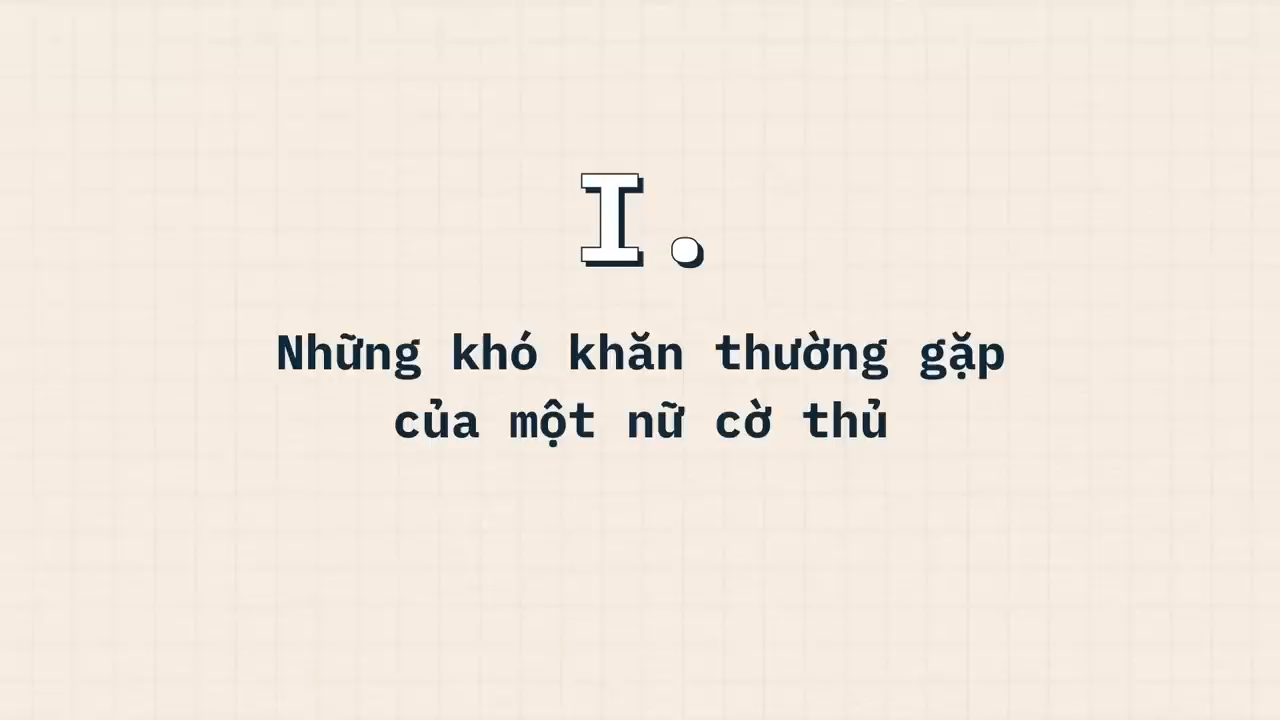 I.
Những khó khăn thường gặp
của một nữ cờ thủ